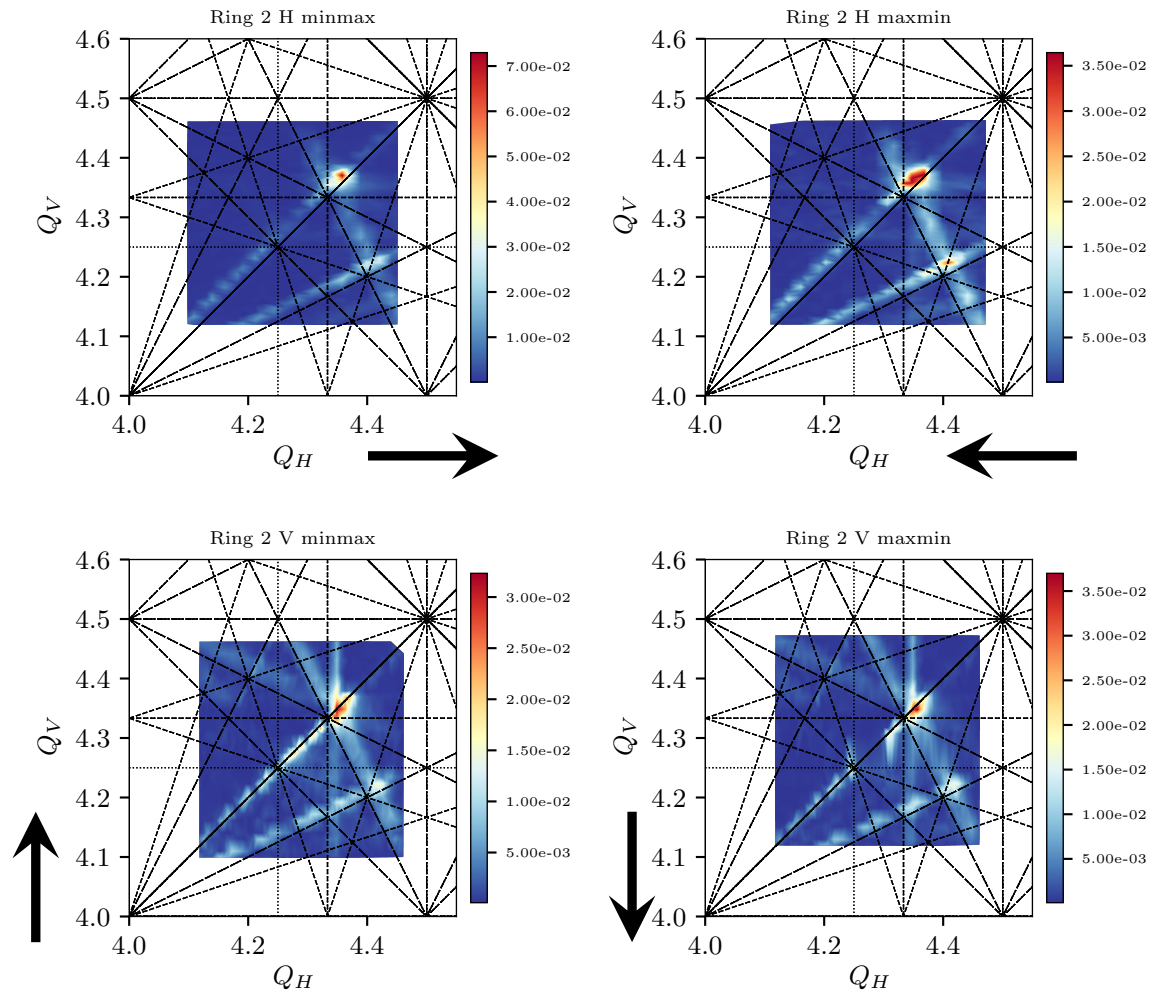 Ring 2 H minmax
4.6
4.5
4.4
4.3
4.2
4.1
4.0
Q_V
4.0 4.2 4.4
Q_H
7.00e-02
6.00e-02
5.00e-02
4.00e-02
3.00e-02
2.00e-02
1.00e-02
Ring 2 H maxmin
4.6
4.5
4.4
4.3
4.2
4.1
4.0
Q_V
4.0 4.2 4.4
Q_H
3.50e-02
3.00e-02
2.50e-02
2.00e-02
1.50e-02
1.00e-02
5.00e-03
Ring 2 V minmax
4.6
4.5
4.4
4.3
4.2
4.1
4.0
Q_V
4.0 4.2 4.4
Q_H
3.00e-02
2.50e-02
2.00e-02
1.50e-02
1.00e-02
5.00e-03
Ring 2 V maxmin
4.6
4.5
4.4
4.3
4.2
4.1
4.0
Q_V
4.0 4.2 4.4
Q_H
3.50e-02
3.00e-02
2.50e-02
2.00e-02
1.50e-02
1.00e-02
5.00e-03